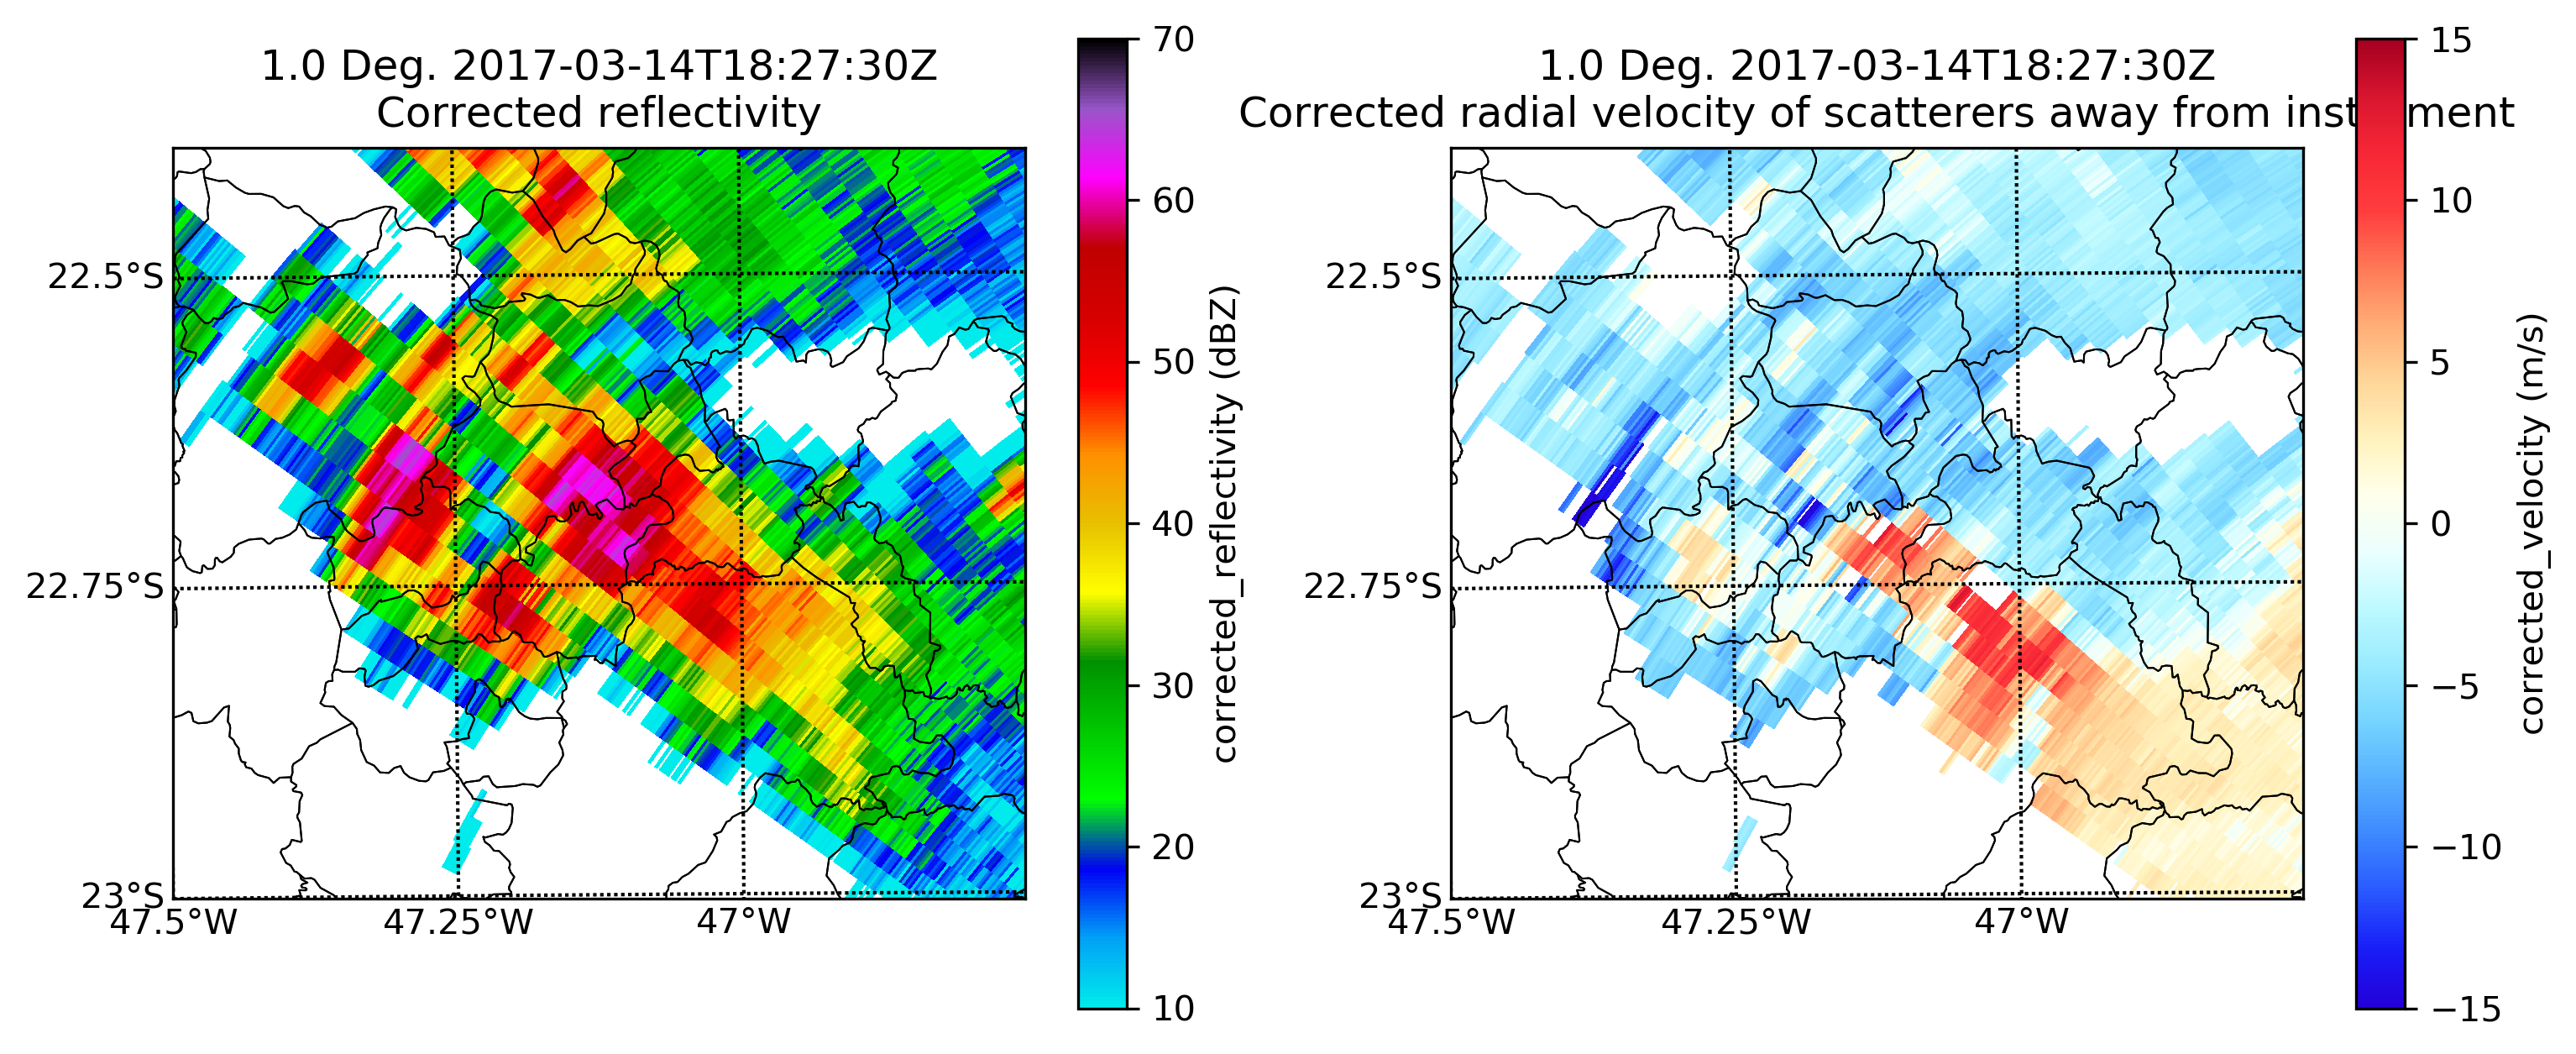 1.0 Deg. 2017-03-14T18:27:30Z
Corrected reflectivity
22.5°S
22.75°S
23°S
47.5°W
47.25°W
47°W
70
60
50
40
30
20
10
corrected_reflectivity (dBZ)
1.0 Deg. 2017-03-14T18:27:30Z
Corrected radial velocity of scatterers away from inst ment
22.5°S
22.75°S
23°S
47.5°W
47.25°W
47°W
15
10
5
0
−5
−10
−15
corrected_velocity (m/s)